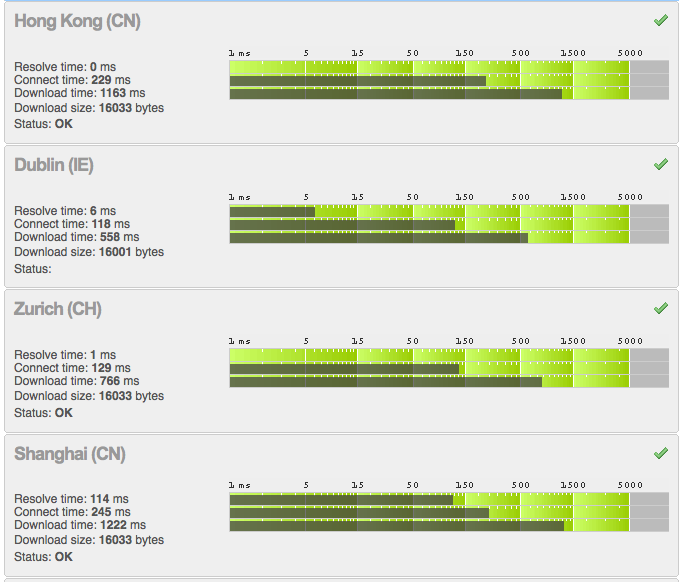 Hong Kong (CN)
1 ms 5 15 50 150 500 1500 5000
Resolve time: 0 ms
Connect time: 229 ms
Download time: 1163 ms
Download size: 16033 bytes
Status: OK
Dublin (IE)
1 ms 5 15 50 150 500 1500 5000
Resolve time: 6 ms
Connect time: 118 ms
Download time: 558 ms
Download size: 16001 bytes
Status:
Zurich (CH)
1 ms 5 15 50 150 500 1500 5000
Resolve time: 1 ms
Connect time: 129 ms
Download time: 766 ms
Download size: 16033 bytes
Status: OK
Shanghai (CN)
1 ms 5 15 50 150 500 1500 5000
Resolve time: 114 ms
Connect time: 245 ms
Download time: 1222 ms
Download size: 16033 bytes
Status: OK